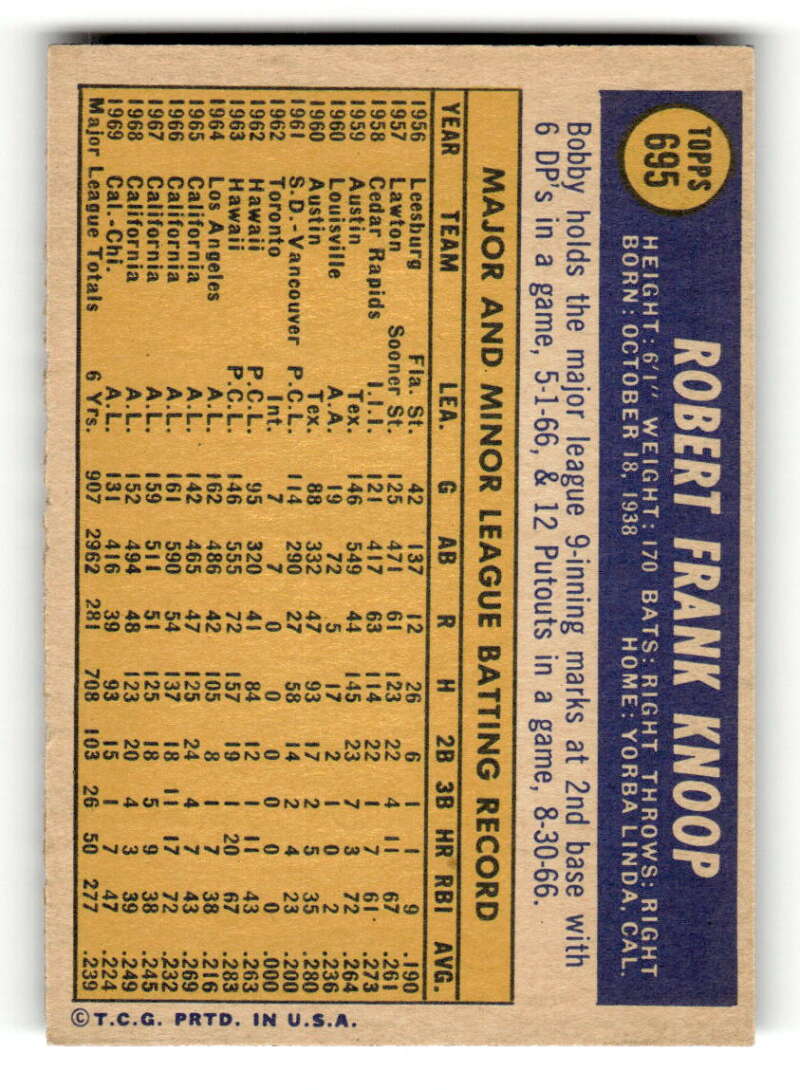 TOPPS
695
ROBERT FRANK KNOOP
HEIGHT: 6'1" WEIGHT: 170 BATS: RIGHT THROWS: RIGHT
BORN: OCTOBER 18, 1938 HOME: YORBA LINDA, CAL.
Bobby holds the major league 9-inning marks at 2nd base with
6 DP's in a game, 5-1-66, & 12 Putouts in a game, 8-30-66.
MAJOR AND MINOR LEAGUE BATTING RECORD
YEAR TEAM LEA. G AB R H 2B 3B HR RBI AVG.
1956 Leesburg Fla. St. 42 137 12 26 6 1 1 9 .190
1957 Lawton Sooner St. 125 471 61 123 22 4 11 67 .261
1958 Cedar Rapids I.I.I. 121 417 63 114 22 1 7 61 .273
1959 Austin Tex. 146 549 44 145 23 7 3 72 .264
1960 Louisville A.A. 19 72 5 17 2 1 0 2 .236
1960 Austin Tex. 88 332 47 93 17 2 5 35 .280
1961 S.D.-Vancouver P.C.L. 114 290 27 58 14 2 4 23 .200
1962 Toronto Int. 7 7 0 0 0 0 0 0 .000
1962 Hawaii P.C.L. 95 320 41 84 12 1 11 43 .263
1963 Hawaii P.C.L. 146 555 72 157 19 1 20 67 .283
1964 Los Angeles A.L. 162 486 42 105 8 1 7 38 .216
1965 California A.L. 142 465 47 125 24 4 7 43 .269
1966 California A.L. 161 590 54 137 18 11 17 72 .232
1967 California A.L. 159 511 51 125 18 5 9 38 .245
1968 California A.L. 152 494 48 123 20 4 3 39 .249
1969 Cal.-Chi. A.L. 131 416 39 93 15 1 7 47 .224
Major League Totals 6 Yrs. 907 2962 281 708 103 26 50 277 .239
© T.C.G. PRTD. IN U.S.A.